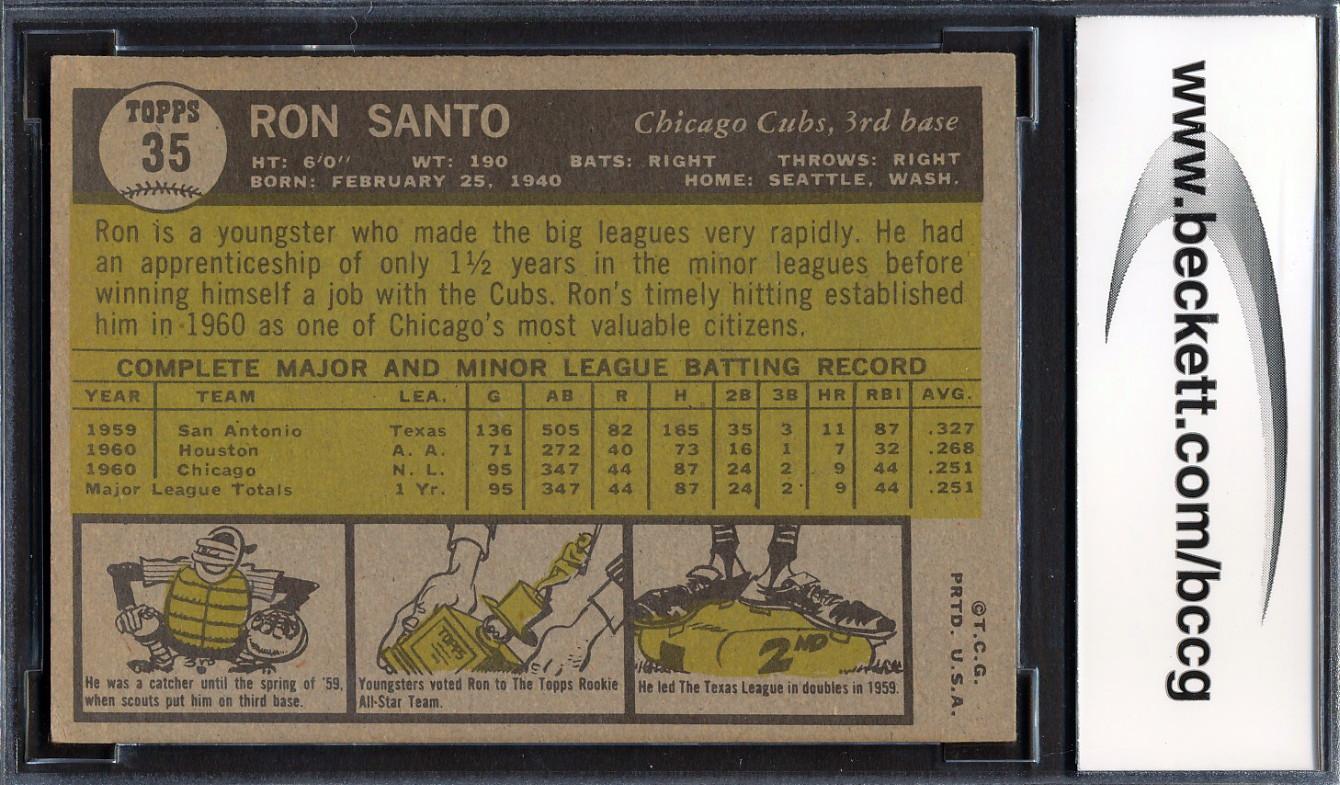 TOPPS
35
RON SANTO
Chicago Cubs, 3rd base
HT: 6'0" WT: 190 BATS: RIGHT THROWS: RIGHT
BORN: FEBRUARY 25, 1940 HOME: SEATTLE, WASH.
Ron is a youngster who made the big leagues very rapidly. He had
an apprenticeship of only 1½ years in the minor leagues before
winning himself a job with the Cubs. Ron's timely hitting established
him in 1960 as one of Chicago's most valuable citizens.
COMPLETE MAJOR AND MINOR LEAGUE BATTING RECORD
YEAR TEAM LEA. G AB R H 2B 3B HR RBI AVG.
1959 San Antonio Texas 136 505 82 165 35 3 11 87 .327
1960 Houston A. A. 71 272 40 73 16 1 7 32 .268
1960 Chicago N. L. 95 347 44 87 24 2 9 44 .251
Major League Totals 1 Yr. 95 347 44 87 24 2 9 44 .251
3rd
He was a catcher until the spring of '59,
when scouts put him on third base.
TOPPS
Youngsters voted Ron to The Topps Rookie
All-Star Team.
2ND
He led The Texas League in doubles in 1959.
©T.C.G.
PRTD. U.S.A.
www.beckett.com/bccg